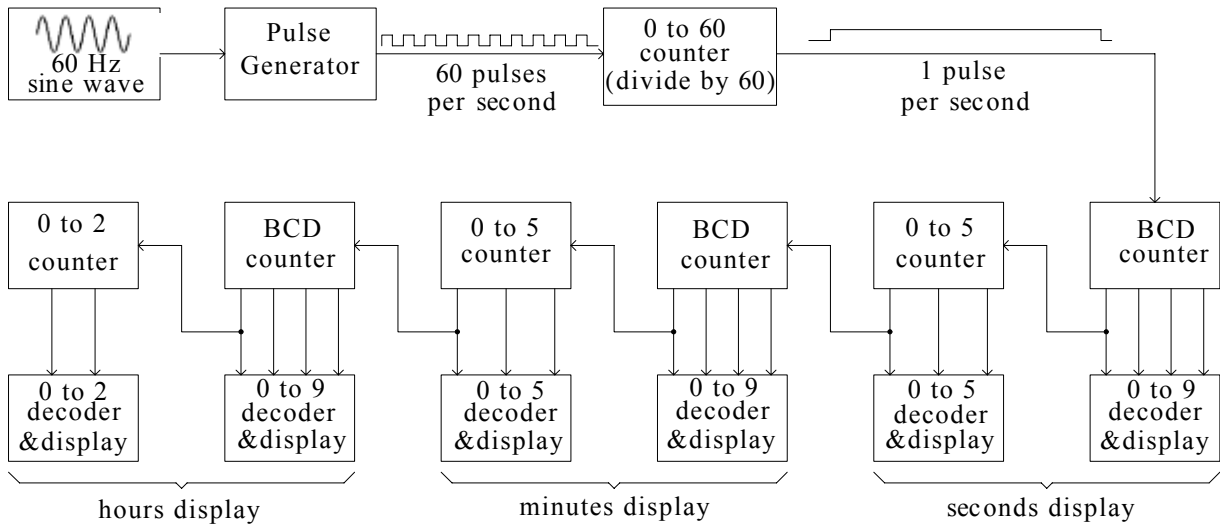 60 Hz
sine wave
Pulse
Generator
60 pulses
per second
0 to 60
counter
(divide by 60)
1 pulse
per second
0 to 2
counter
BCD
counter
0 to 5
counter
BCD
counter
0 to 5
counter
BCD
counter
0 to 2
decoder
&display
0 to 9
decoder
&display
0 to 5
decoder
&display
0 to 9
decoder
&display
0 to 5
decoder
&display
0 to 9
decoder
&display
hours display
minutes display
seconds display